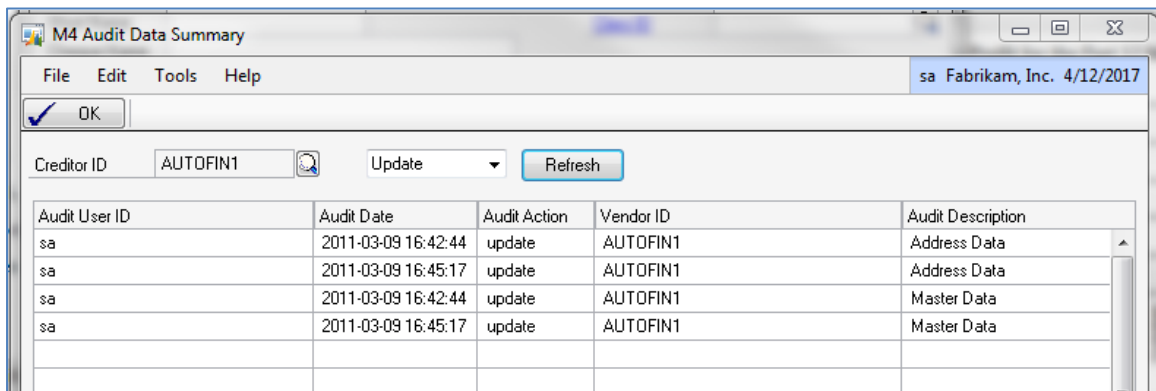 M4 Audit Data Summary
File Edit Tools Help sa Fabrikam, Inc. 4/12/2017
OK
Creditor ID AUTOFIN1 Update Refresh
Audit User ID Audit Date Audit Action Vendor ID Audit Description
sa 2011-03-09 16:42:44 update AUTOFIN1 Address Data
sa 2011-03-09 16:45:17 update AUTOFIN1 Address Data
sa 2011-03-09 16:42:44 update AUTOFIN1 Master Data
sa 2011-03-09 16:45:17 update AUTOFIN1 Master Data